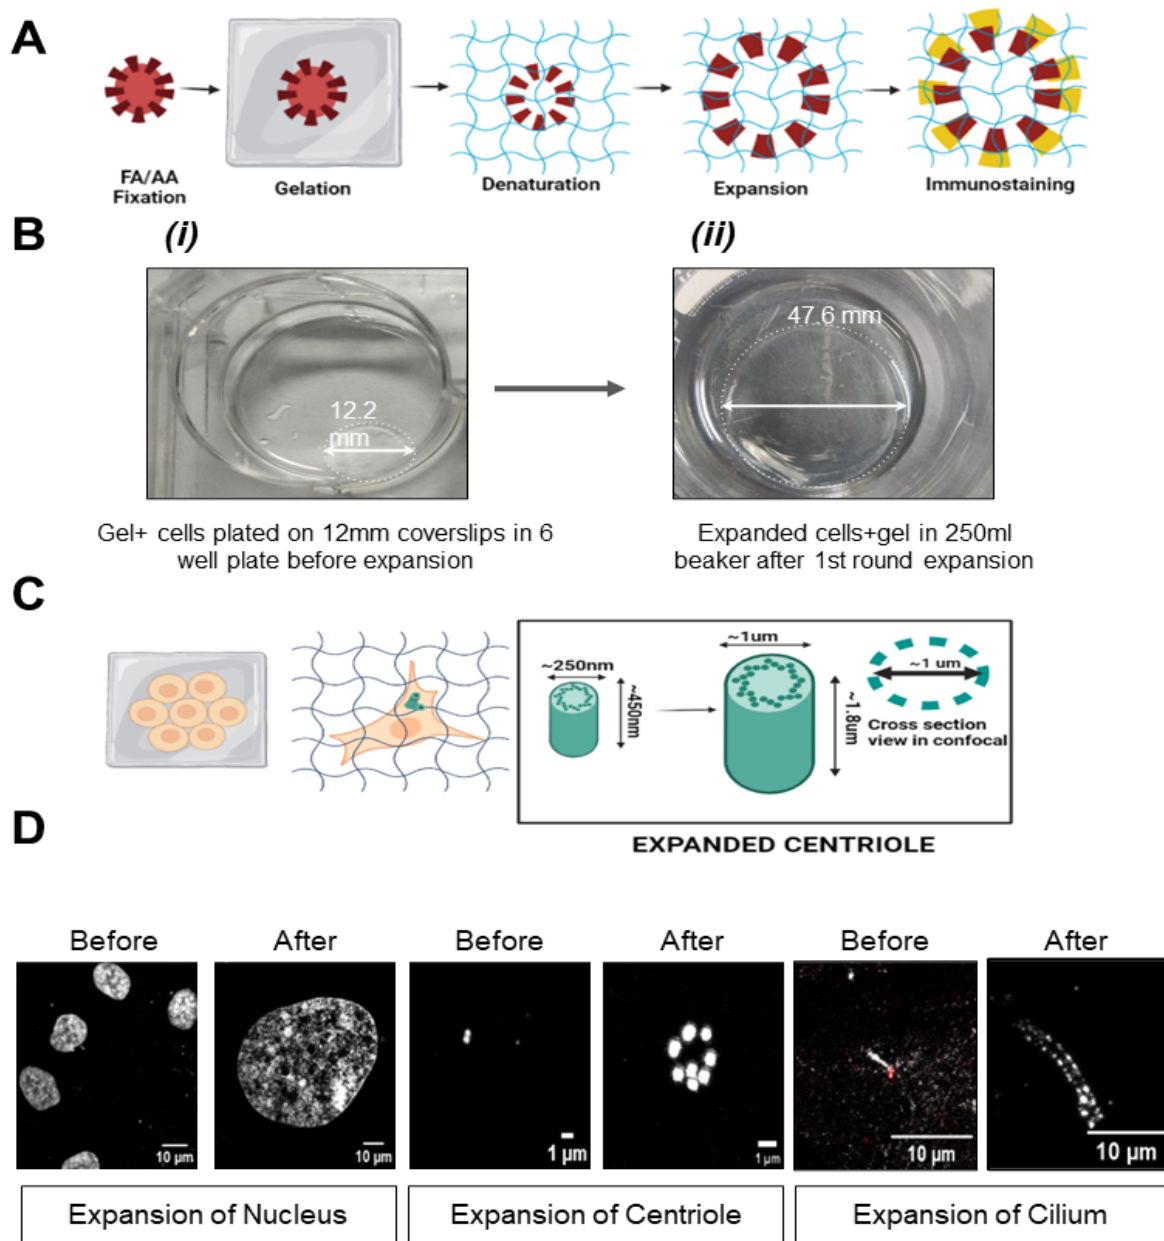 A
FA/AA
Fixation
Gelation
Denaturation
Expansion
Immunostaining
B
(i)
(ii)
12.2
mm
47.6 mm
Gel+ cells plated on 12mm coverslips in 6
well plate before expansion
Expanded cells+gel in 250ml
beaker after 1st round expansion
C
~250nm
~450nm
~1um
~1.8um
~1 um
Cross section
view in confocal
EXPANDED CENTRIOLE
D
Before
After
Before
After
Before
After
10 μm
10 μm
1 μm
1 μm
10 μm
10 μm
Expansion of Nucleus
Expansion of Centriole
Expansion of Cilium